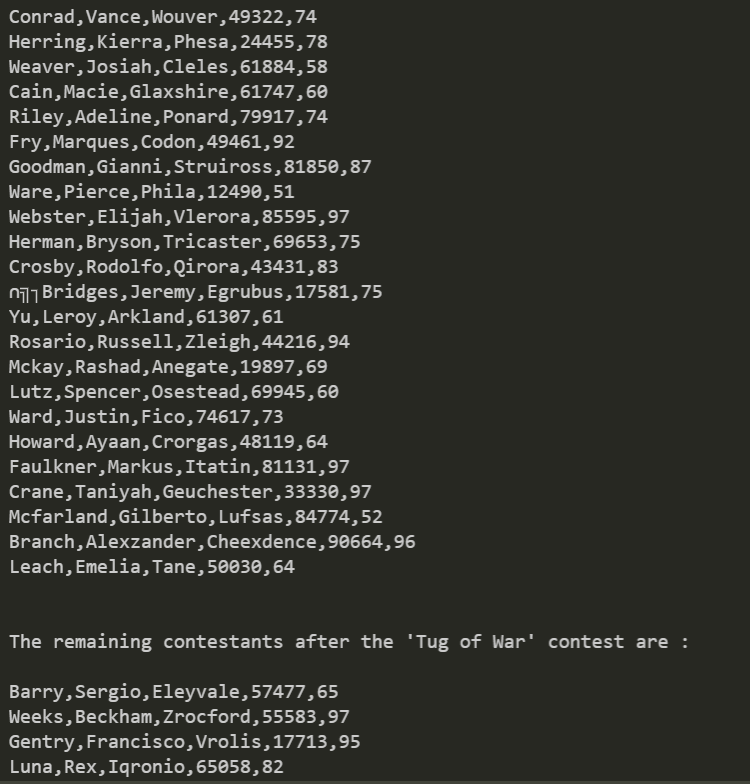 Conrad,Vance,Wouver,49322,74
Herring,Kierra,Phesa,24455,78
Weaver,Josiah,Cleles,61884,58
Cain,Macie,Glaxshire,61747,60
Riley,Adeline,Ponard,79917,74
Fry,Marques,Codon,49461,92
Goodman,Gianni,Struiross,81850,87
Ware,Pierce,Phila,12490,51
Webster,Elijah,Vlerora,85595,97
Herman,Bryson,Tricaster,69653,75
Crosby,Rodolfo,Qirora,43431,83
∩╗┐Bridges,Jeremy,Egrubus,17581,75
Yu,Leroy,Arkland,61307,61
Rosario,Russell,Zleigh,44216,94
Mckay,Rashad,Anegate,19897,69
Lutz,Spencer,Osestead,69945,60
Ward,Justin,Fico,74617,73
Howard,Ayaan,Crorgas,48119,64
Faulkner,Markus,Itatin,81131,97
Crane,Taniyah,Geuchester,33330,97
Mcfarland,Gilberto,Lufsas,84774,52
Branch,Alexzander,Cheexdence,90664,96
Leach,Emelia,Tane,50030,64
The remaining contestants after the 'Tug of War' contest are :
Barry,Sergio,Eleyvale,57477,65
Weeks,Beckham,Zrocford,55583,97
Gentry,Francisco,Vrolis,17713,95
Luna,Rex,Iqronio,65058,82